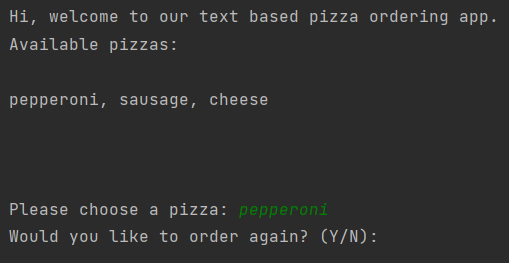 Hi, welcome to our text based pizza ordering app.
Available pizzas:
pepperoni, sausage, cheese
Please choose a pizza: pepperoni
Would you like to order again? (Y/N):